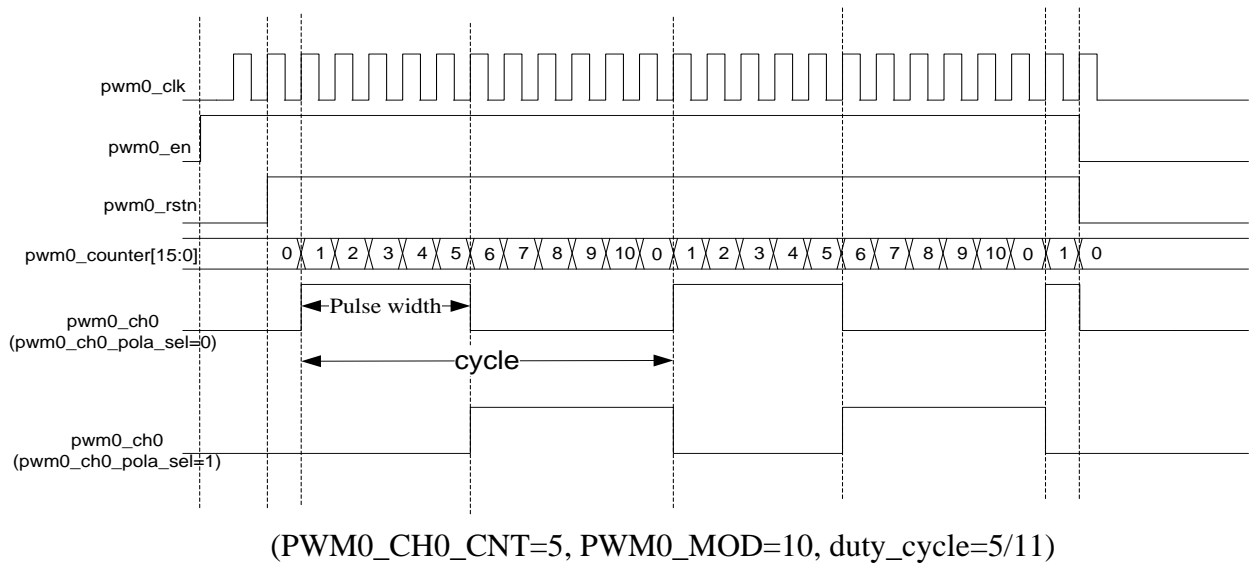 pwm0_clk
pwm0_en
pwm0_rstn
pwm0_counter[15:0] 0 1 2 3 4 5 6 7 8 9 10 0 1 2 3 4 5 6 7 8 9 10 0 1 0
Pulse width
pwm0_ch0
(pwm0_ch0_pola_sel=0)
cycle
pwm0_ch0
(pwm0_ch0_pola_sel=1)
(PWM0_CH0_CNT=5, PWM0_MOD=10, duty_cycle=5/11)